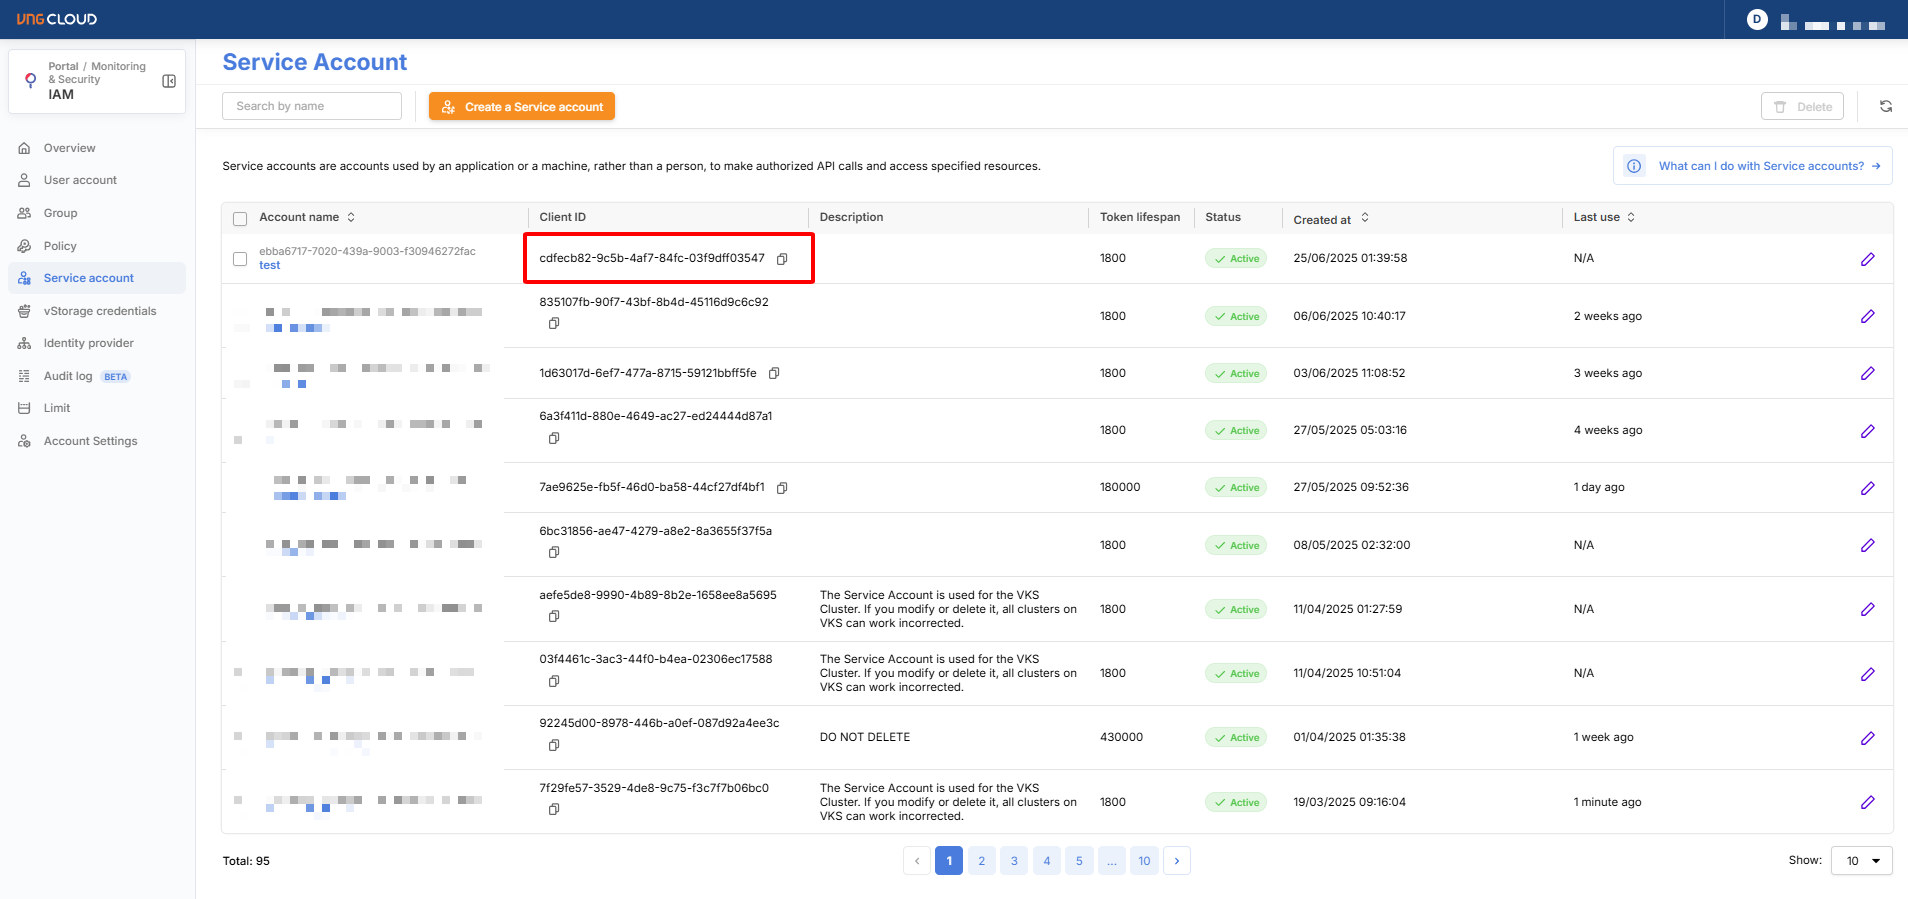 VNG CLOUD
D
Portal / Monitoring
& Security
IAM
Overview
User account
Group
Policy
Service account
vStorage credentials
Identity provider
Audit log BETA
Limit
Account Settings
Service Account
Search by name
Create a Service account
Delete
Service accounts are accounts used by an application or a machine, rather than a person, to make authorized API calls and access specified resources.
What can I do with Service accounts?
Account name Client ID Description Token lifespan Status Created at Last use
ebba6717-7020-439a-9003-f30946272fac
test
cdfecb82-9c5b-4af7-84fc-03f9dff03547 1800 Active 25/06/2025 01:39:58 N/A
835107fb-90f7-43bf-8b4d-45116d9c6c92
1800 Active 06/06/2025 10:40:17 2 weeks ago
1d63017d-6ef7-477a-8715-59121bbff5fe 1800 Active 03/06/2025 11:08:52 3 weeks ago
6a3f411d-880e-4649-ac27-ed24444d87a1
1800 Active 27/05/2025 05:03:16 4 weeks ago
7ae9625e-fb5f-46d0-ba58-44cf27df4bf1 180000 Active 27/05/2025 09:52:36 1 day ago
6bc31856-ae47-4279-a8e2-8a3655f37f5a
1800 Active 08/05/2025 02:32:00 N/A
aefe5de8-9990-4b89-8b2e-1658ee8a5695
The Service Account is used for the VKS
Cluster. If you modify or delete it, all clusters on
VKS can work incorrected.
1800 Active 11/04/2025 01:27:59 N/A
03f4461c-3ac3-44f0-b4ea-02306ec17588
The Service Account is used for the VKS
Cluster. If you modify or delete it, all clusters on
VKS can work incorrected.
1800 Active 11/04/2025 10:51:04 N/A
92245d00-8978-446b-a0ef-087d92a4ee3c
DO NOT DELETE 430000 Active 01/04/2025 01:35:38 1 week ago
7f29fe57-3529-4de8-9c75-f3c7f7b06bc0
The Service Account is used for the VKS
Cluster. If you modify or delete it, all clusters on
VKS can work incorrected.
1800 Active 19/03/2025 09:16:04 1 minute ago
Total: 95
1 2 3 4 5 ... 10
Show: 10